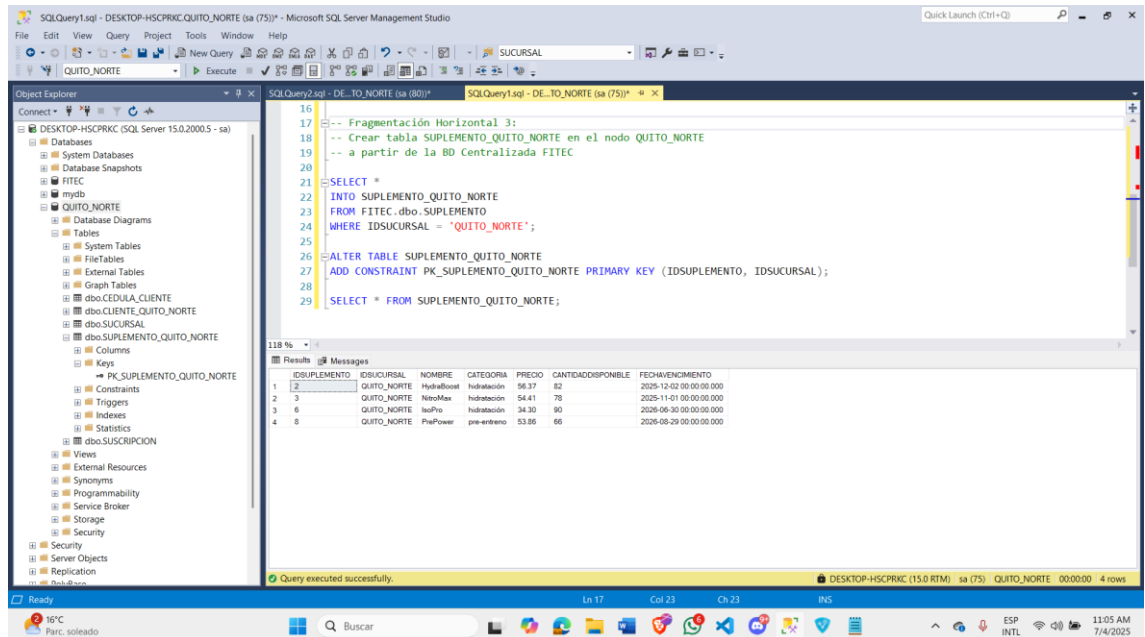 SQLQuery1.sql - DESKTOP-HSCPRKC.QUITO_NORTE (sa (75))* - Microsoft SQL Server Management Studio
Quick Launch (Ctrl+Q)
File Edit View Query Project Tools Window Help
New Query
SUCURSAL
QUITO_NORTE
Execute
Object Explorer
Connect
DESKTOP-HSCPRKC (SQL Server 15.0.2000.5 - sa)
Databases
System Databases
Database Snapshots
FITEC
mydb
QUITO_NORTE
Database Diagrams
Tables
System Tables
FileTables
External Tables
Graph Tables
dbo.CEDULA_CLIENTE
dbo.CLIENTE_QUITO_NORTE
dbo.SUCURSAL
dbo.SUPLEMENTO_QUITO_NORTE
Columns
Keys
PK_SUPLEMENTO_QUITO_NORTE
Constraints
Triggers
Indexes
Statistics
dbo.SUSCRIPCION
Views
External Resources
Synonyms
Programmability
Service Broker
Storage
Security
Security
Server Objects
Replication
SQLQuery2.sql - DE...TO_NORTE (sa (80))*
SQLQuery1.sql - DE...TO_NORTE (sa (75))*
16
17 -- Fragmentación Horizontal 3:
18 -- Crear tabla SUPLEMENTO_QUITO_NORTE en el nodo QUITO_NORTE
19 -- a partir de la BD Centralizada FITEC
20
21 SELECT *
22 INTO SUPLEMENTO_QUITO_NORTE
23 FROM FITEC.dbo.SUPLEMENTO
24 WHERE IDSUCURSAL = 'QUITO_NORTE';
25
26 ALTER TABLE SUPLEMENTO_QUITO_NORTE
27 ADD CONSTRAINT PK_SUPLEMENTO_QUITO_NORTE PRIMARY KEY (IDSUPLEMENTO, IDSUCURSAL);
28
29 SELECT * FROM SUPLEMENTO_QUITO_NORTE;
118 %
Results Messages
IDSUPLEMENTO IDSUCURSAL NOMBRE CATEGORIA PRECIO CANTIDADDISPONIBLE FECHAVENCIMIENTO
1 2 QUITO_NORTE HydraBoost hidratación 56.37 82 2025-12-02 00:00:00.000
2 3 QUITO_NORTE NitroMax hidratación 54.41 78 2025-11-01 00:00:00.000
3 6 QUITO_NORTE IsoPro hidratación 34.30 90 2026-06-30 00:00:00.000
4 8 QUITO_NORTE PrePower pre-entreno 53.86 66 2026-08-29 00:00:00.000
Query executed successfully.
DESKTOP-HSCPRKC (15.0 RTM) sa (75) QUITO_NORTE 00:00:00 4 rows
Ready
Ln 17 Col 23 Ch 23 INS
2
16°C
Parc. soleado
Buscar
ESP
INTL
11:05 AM
7/4/2025